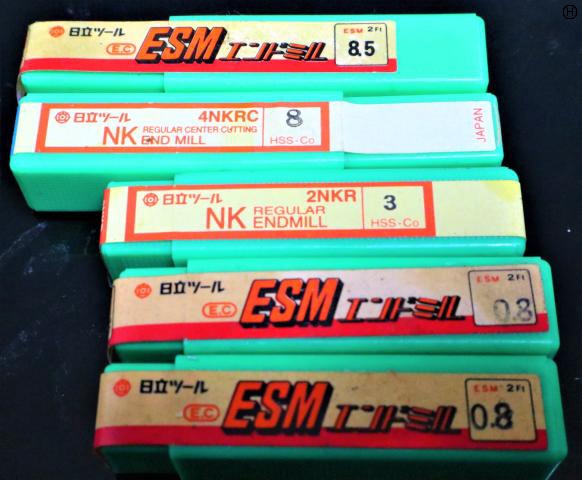 H
日立ツール
E.C
ESM エンドミル
ESM 2Ft
8.5
日立ツール
4NKRC
NK REGULAR CENTER CUTTING
END MILL
8
HSS-Co
JAPAN
日立ツール
2NKR
NK REGULAR
ENDMILL
3
HSS-Co
日立ツール
E.C
ESM エンドミル
ESM 2Ft
0.8
日立ツール
E.C
ESM エンドミル
ESM 2Ft
0.8